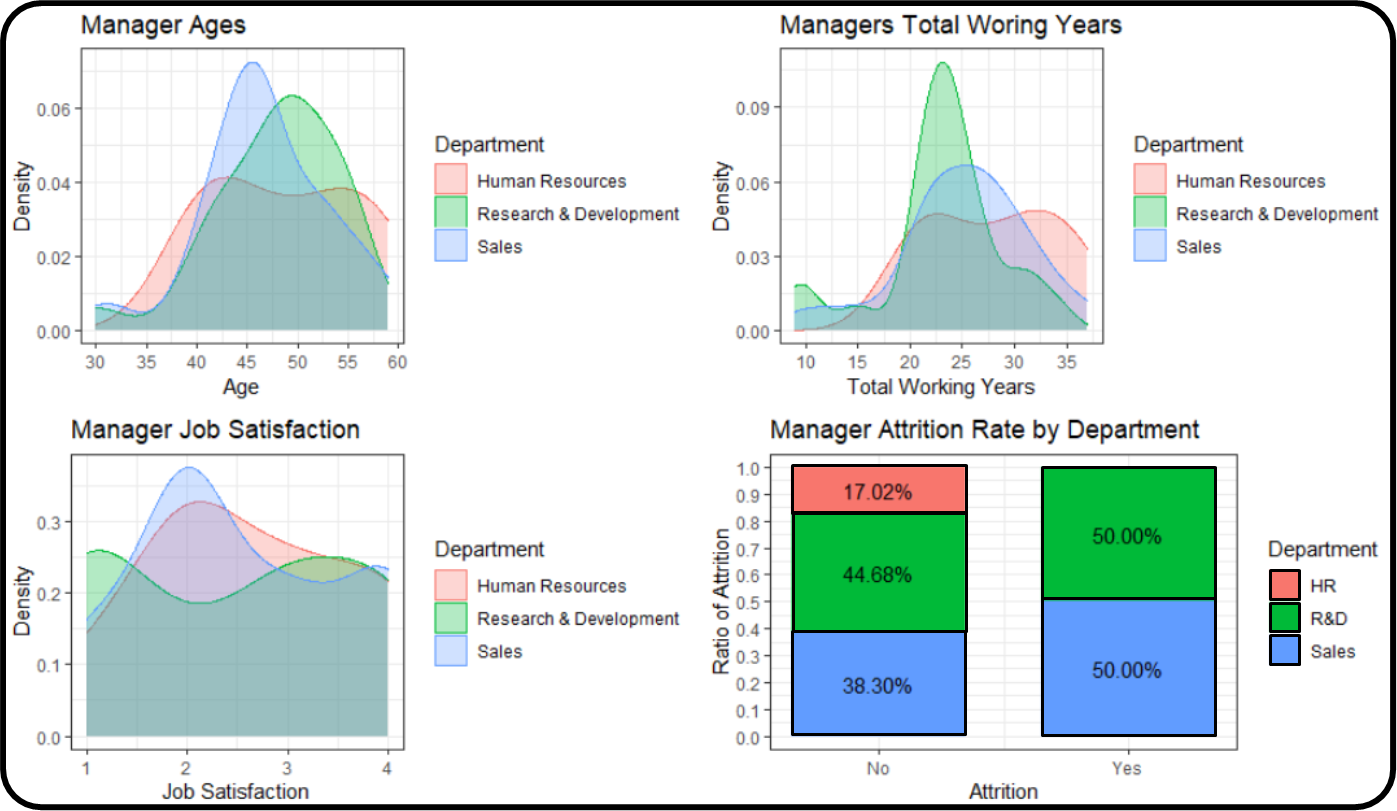 Manager Ages
0.06
0.04
0.02
0.00
Density
30 35 40 45 50 55 60
Age
Department
Human Resources
Research & Development
Sales
Managers Total Woring Years
0.09
0.06
0.03
0.00
Density
10 15 20 25 30 35
Total Working Years
Department
Human Resources
Research & Development
Sales
Manager Job Satisfaction
0.3
0.2
0.1
0.0
Density
1 2 3 4
Job Satisfaction
Department
Human Resources
Research & Development
Sales
Manager Attrition Rate by Department
1.0
0.9
0.8
0.7
0.6
0.5
0.4
0.3
0.2
0.1
0.0
Ratio of Attrition
17.02%
44.68%
38.30%
50.00%
50.00%
No Yes
Attrition
Department
HR
R&D
Sales